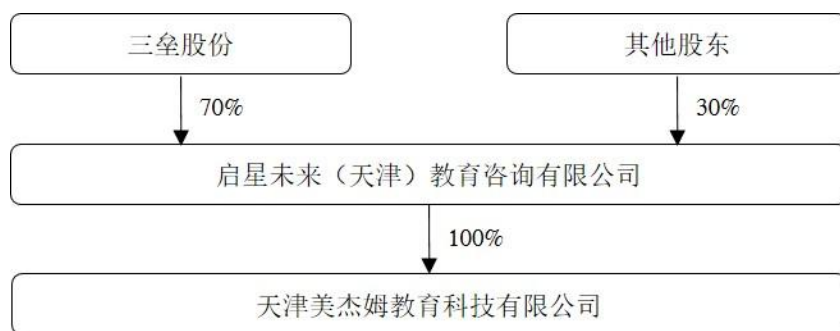 三垒股份
其他股东
70%
30%
启星未来（天津）教育咨询有限公司
100%
天津美杰姆教育科技有限公司